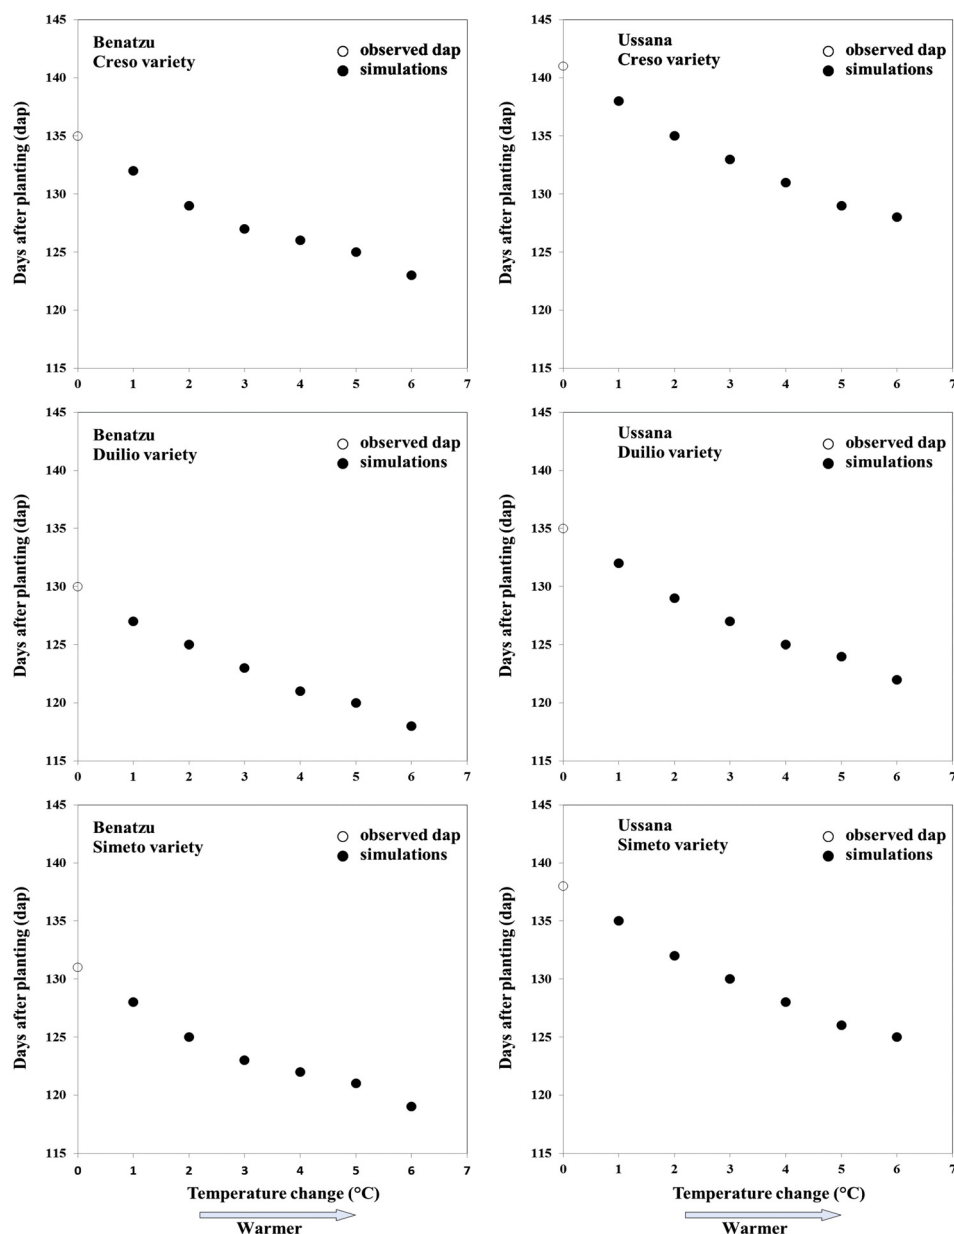 Benatzu
Creso variety
observed dap
simulations
Days after planting (dap)
145
140
135
130
125
120
115
0 1 2 3 4 5 6 7
Ussana
Creso variety
observed dap
simulations
Days after planting (dap)
145
140
135
130
125
120
115
0 1 2 3 4 5 6 7
Benatzu
Duilio variety
observed dap
simulations
Days after planting (dap)
145
140
135
130
125
120
115
0 1 2 3 4 5 6 7
Ussana
Duilio variety
observed dap
simulations
Days after planting (dap)
145
140
135
130
125
120
115
0 1 2 3 4 5 6 7
Benatzu
Simeto variety
observed dap
simulations
Days after planting (dap)
145
140
135
130
125
120
115
0 1 2 3 4 5 6 7
Temperature change (°C)
Warmer
Ussana
Simeto variety
observed dap
simulations
Days after planting (dap)
145
140
135
130
125
120
115
0 1 2 3 4 5 6 7
Temperature change (°C)
Warmer